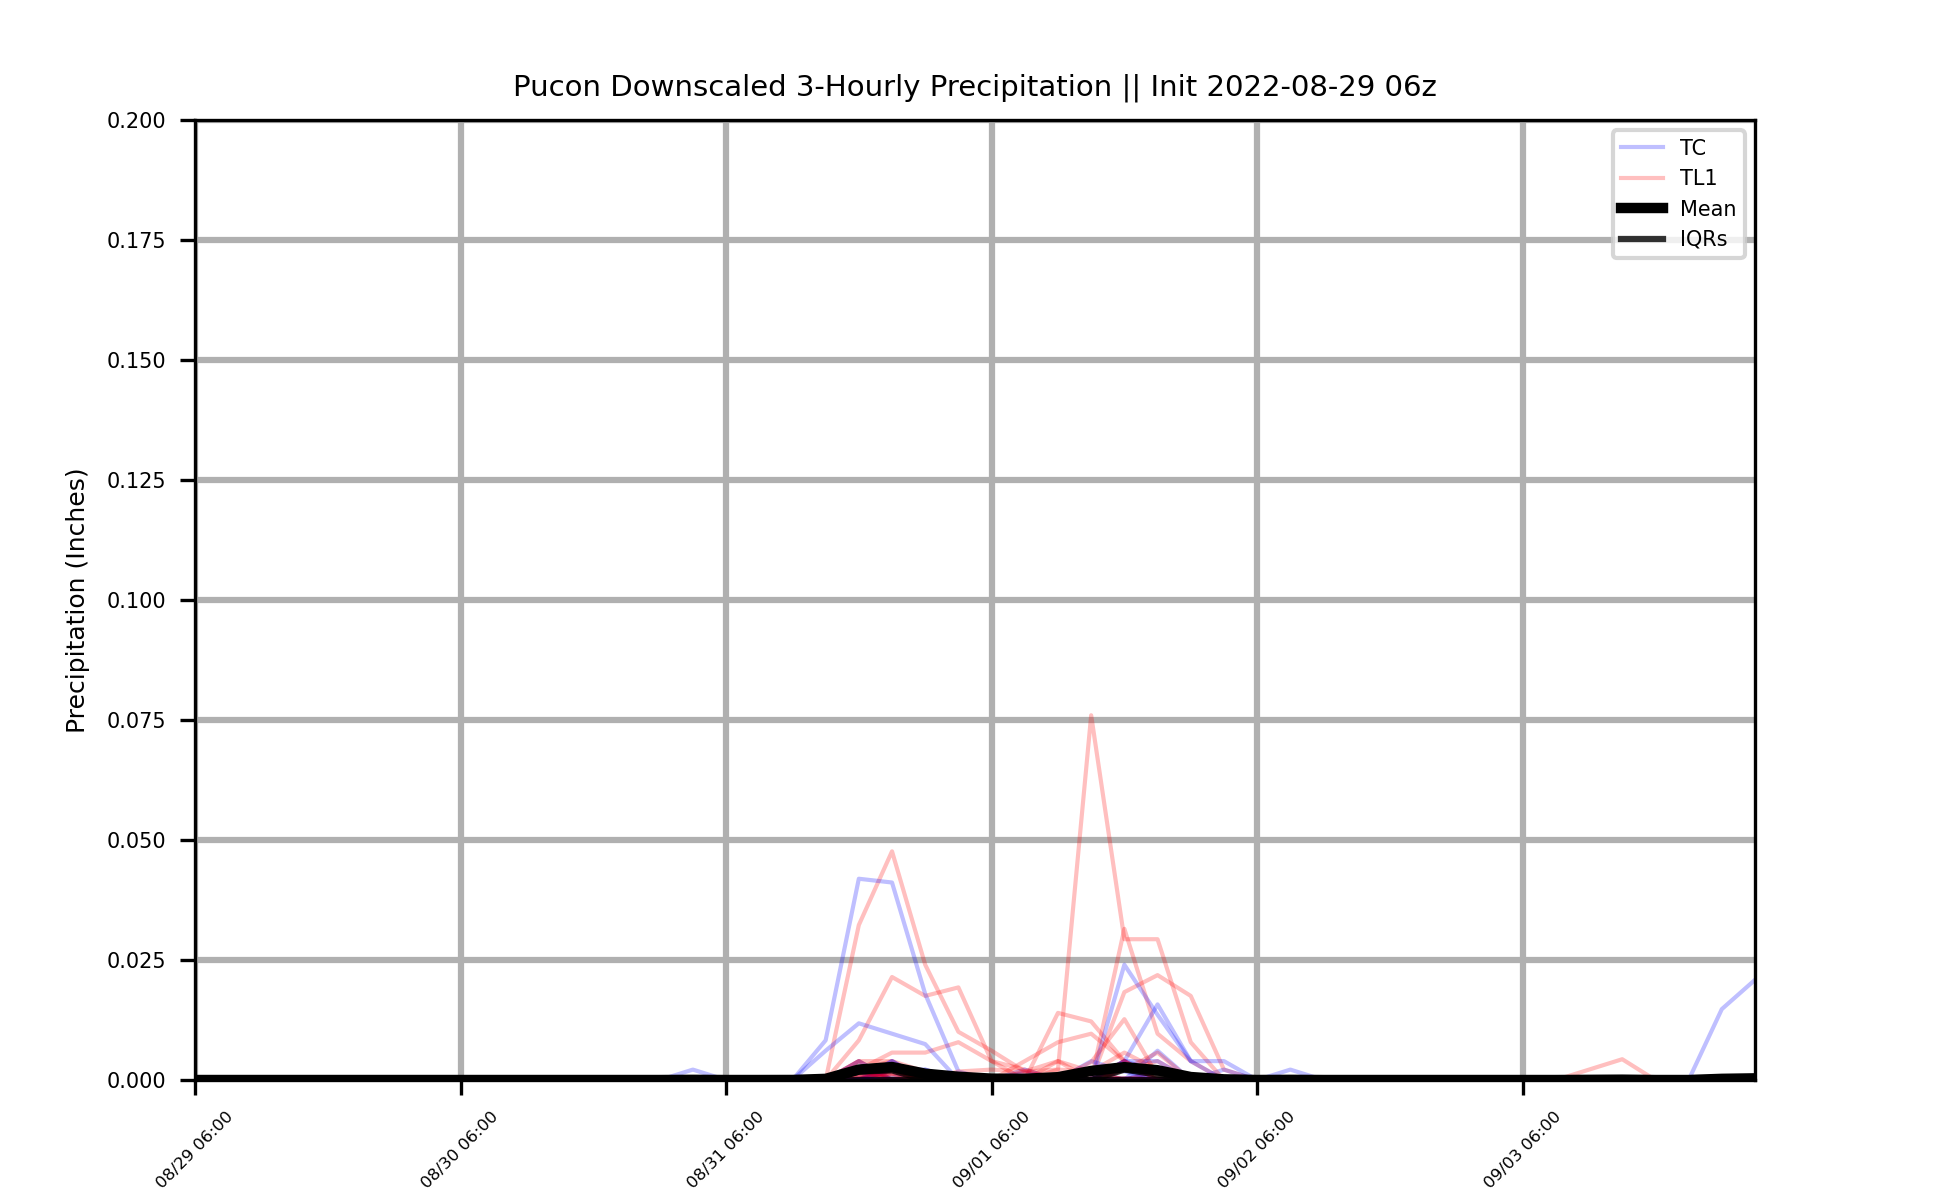 Pucon Downscaled 3-Hourly Precipitation || Init 2022-08-29 06z
0.200
0.175
0.150
0.125
0.100
0.075
0.050
0.025
0.000
Precipitation (Inches)
TC
TL1
Mean
IQRs
08/29 06:00
08/30 06:00
08/31 06:00
09/01 06:00
09/02 06:00
09/03 06:00